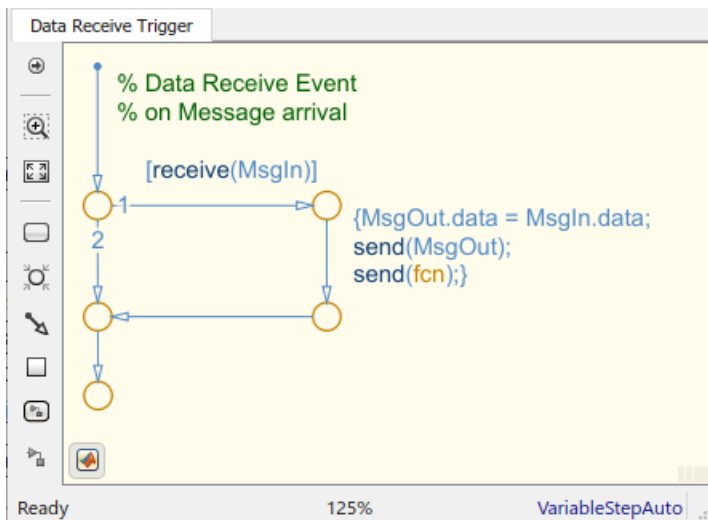 Data Receive Trigger
% Data Receive Event
% on Message arrival
[receive(MsgIn)]
1
{MsgOut.data = MsgIn.data;
2
send(MsgOut);
send(fcn);}
Ready
125%
VariableStepAuto